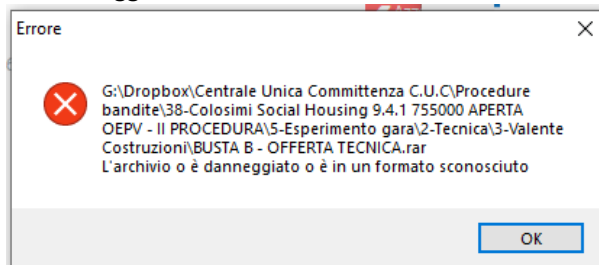 Errore
G:\Dropbox\Centrale Unica Committenza C.U.C\Procedure
bandite\38-Colosimi Social Housing 9.4.1 755000 APERTA
OEPV - II PROCEDURA\5-Esperimento gara\2-Tecnica\3-Valente
Costruzioni\BUSTA B - OFFERTA TECNICA.rar
L'archivio o è danneggiato o è in un formato sconosciuto
OK